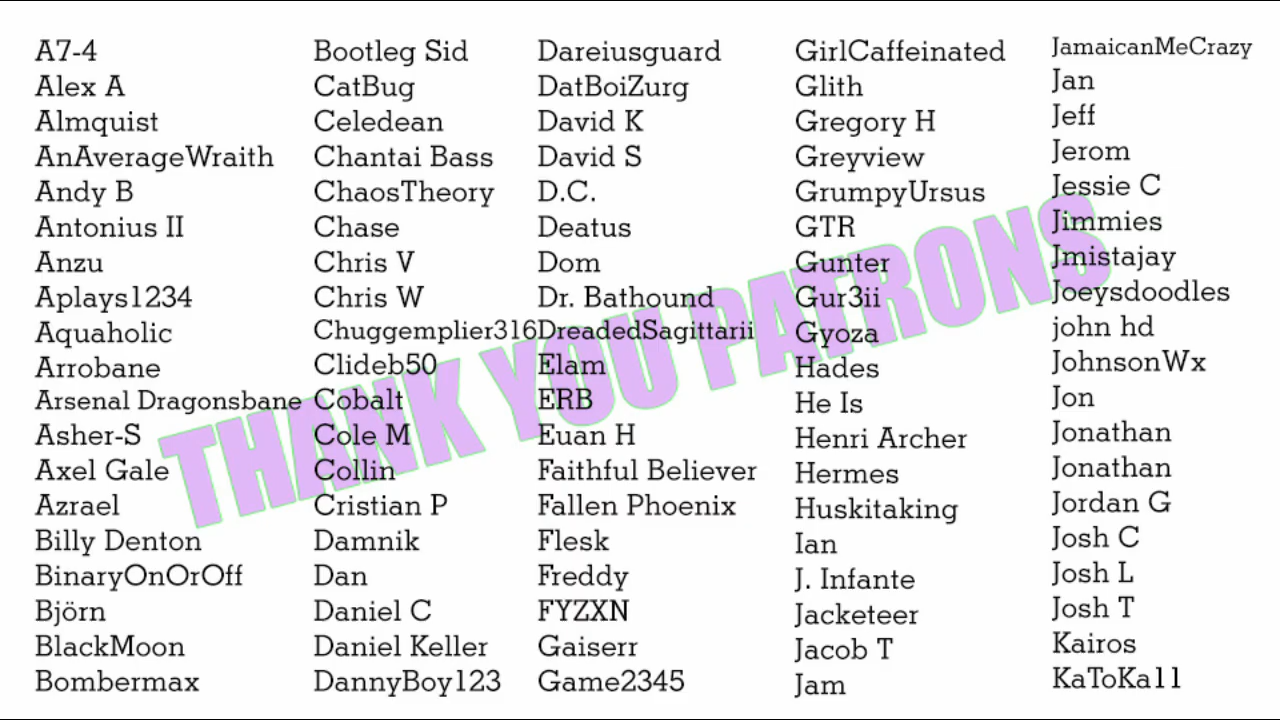 A7-4
Alex A
Almquist
AnAverageWraith
Andy B
Antonius II
Anzu
Aplays1234
Aquaholic
Arrobane
Arsenal Dragonsbane
Asher-S
Axel Gale
Azrael
Billy Denton
BinaryOnOrOff
Björn
BlackMoon
Bombermax
Bootleg Sid
CatBug
Celedean
Chantai Bass
ChaosTheory
Chase
Chris V
Chris W
Chuggemplier316
Clideb50
Cobalt
Cole M
Collin
Cristian P
Damnik
Dan
Daniel C
Daniel Keller
DannyBoy123
Dareiusguard
DatBoiZurg
David K
David S
D.C.
Deatus
Dom
Dr. Bathound
DreadedSagittarii
Elam
ERB
Euan H
Faithful Believer
Fallen Phoenix
Flesk
Freddy
FYZXN
Gaiserr
Game2345
GirlCaffeinated
Glith
Gregory H
Greyview
GrumpyUrsus
GTR
Gunter
Gur3ii
Gyoza
Hades
He Is
Henri Archer
Hermes
Huskitaking
Ian
J. Infante
Jacketeer
Jacob T
Jam
JamaicanMeCrazy
Jan
Jeff
Jerom
Jessie C
Jimmies
Jmistajay
Joeysdoodles
john hd
JohnsonWx
Jon
Jonathan
Jonathan
Jordan G
Josh C
Josh L
Josh T
Kairos
KaToKa11
THANK YOU PATRONS